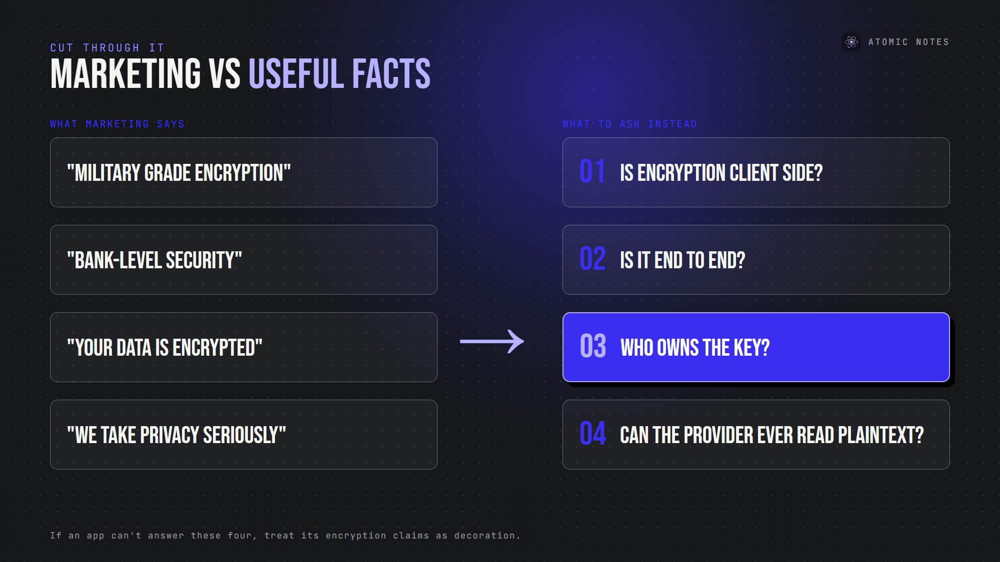 CUT THROUGH IT
MARKETING VS USEFUL FACTS
ATOMIC NOTES
WHAT MARKETING SAYS
"MILITARY GRADE ENCRYPTION"
"BANK-LEVEL SECURITY"
"YOUR DATA IS ENCRYPTED"
"WE TAKE PRIVACY SERIOUSLY"
WHAT TO ASK INSTEAD
01 IS ENCRYPTION CLIENT SIDE?
02 IS IT END TO END?
03 WHO OWNS THE KEY?
04 CAN THE PROVIDER EVER READ PLAINTEXT?
If an app can't answer these four, treat its encryption claims as decoration.